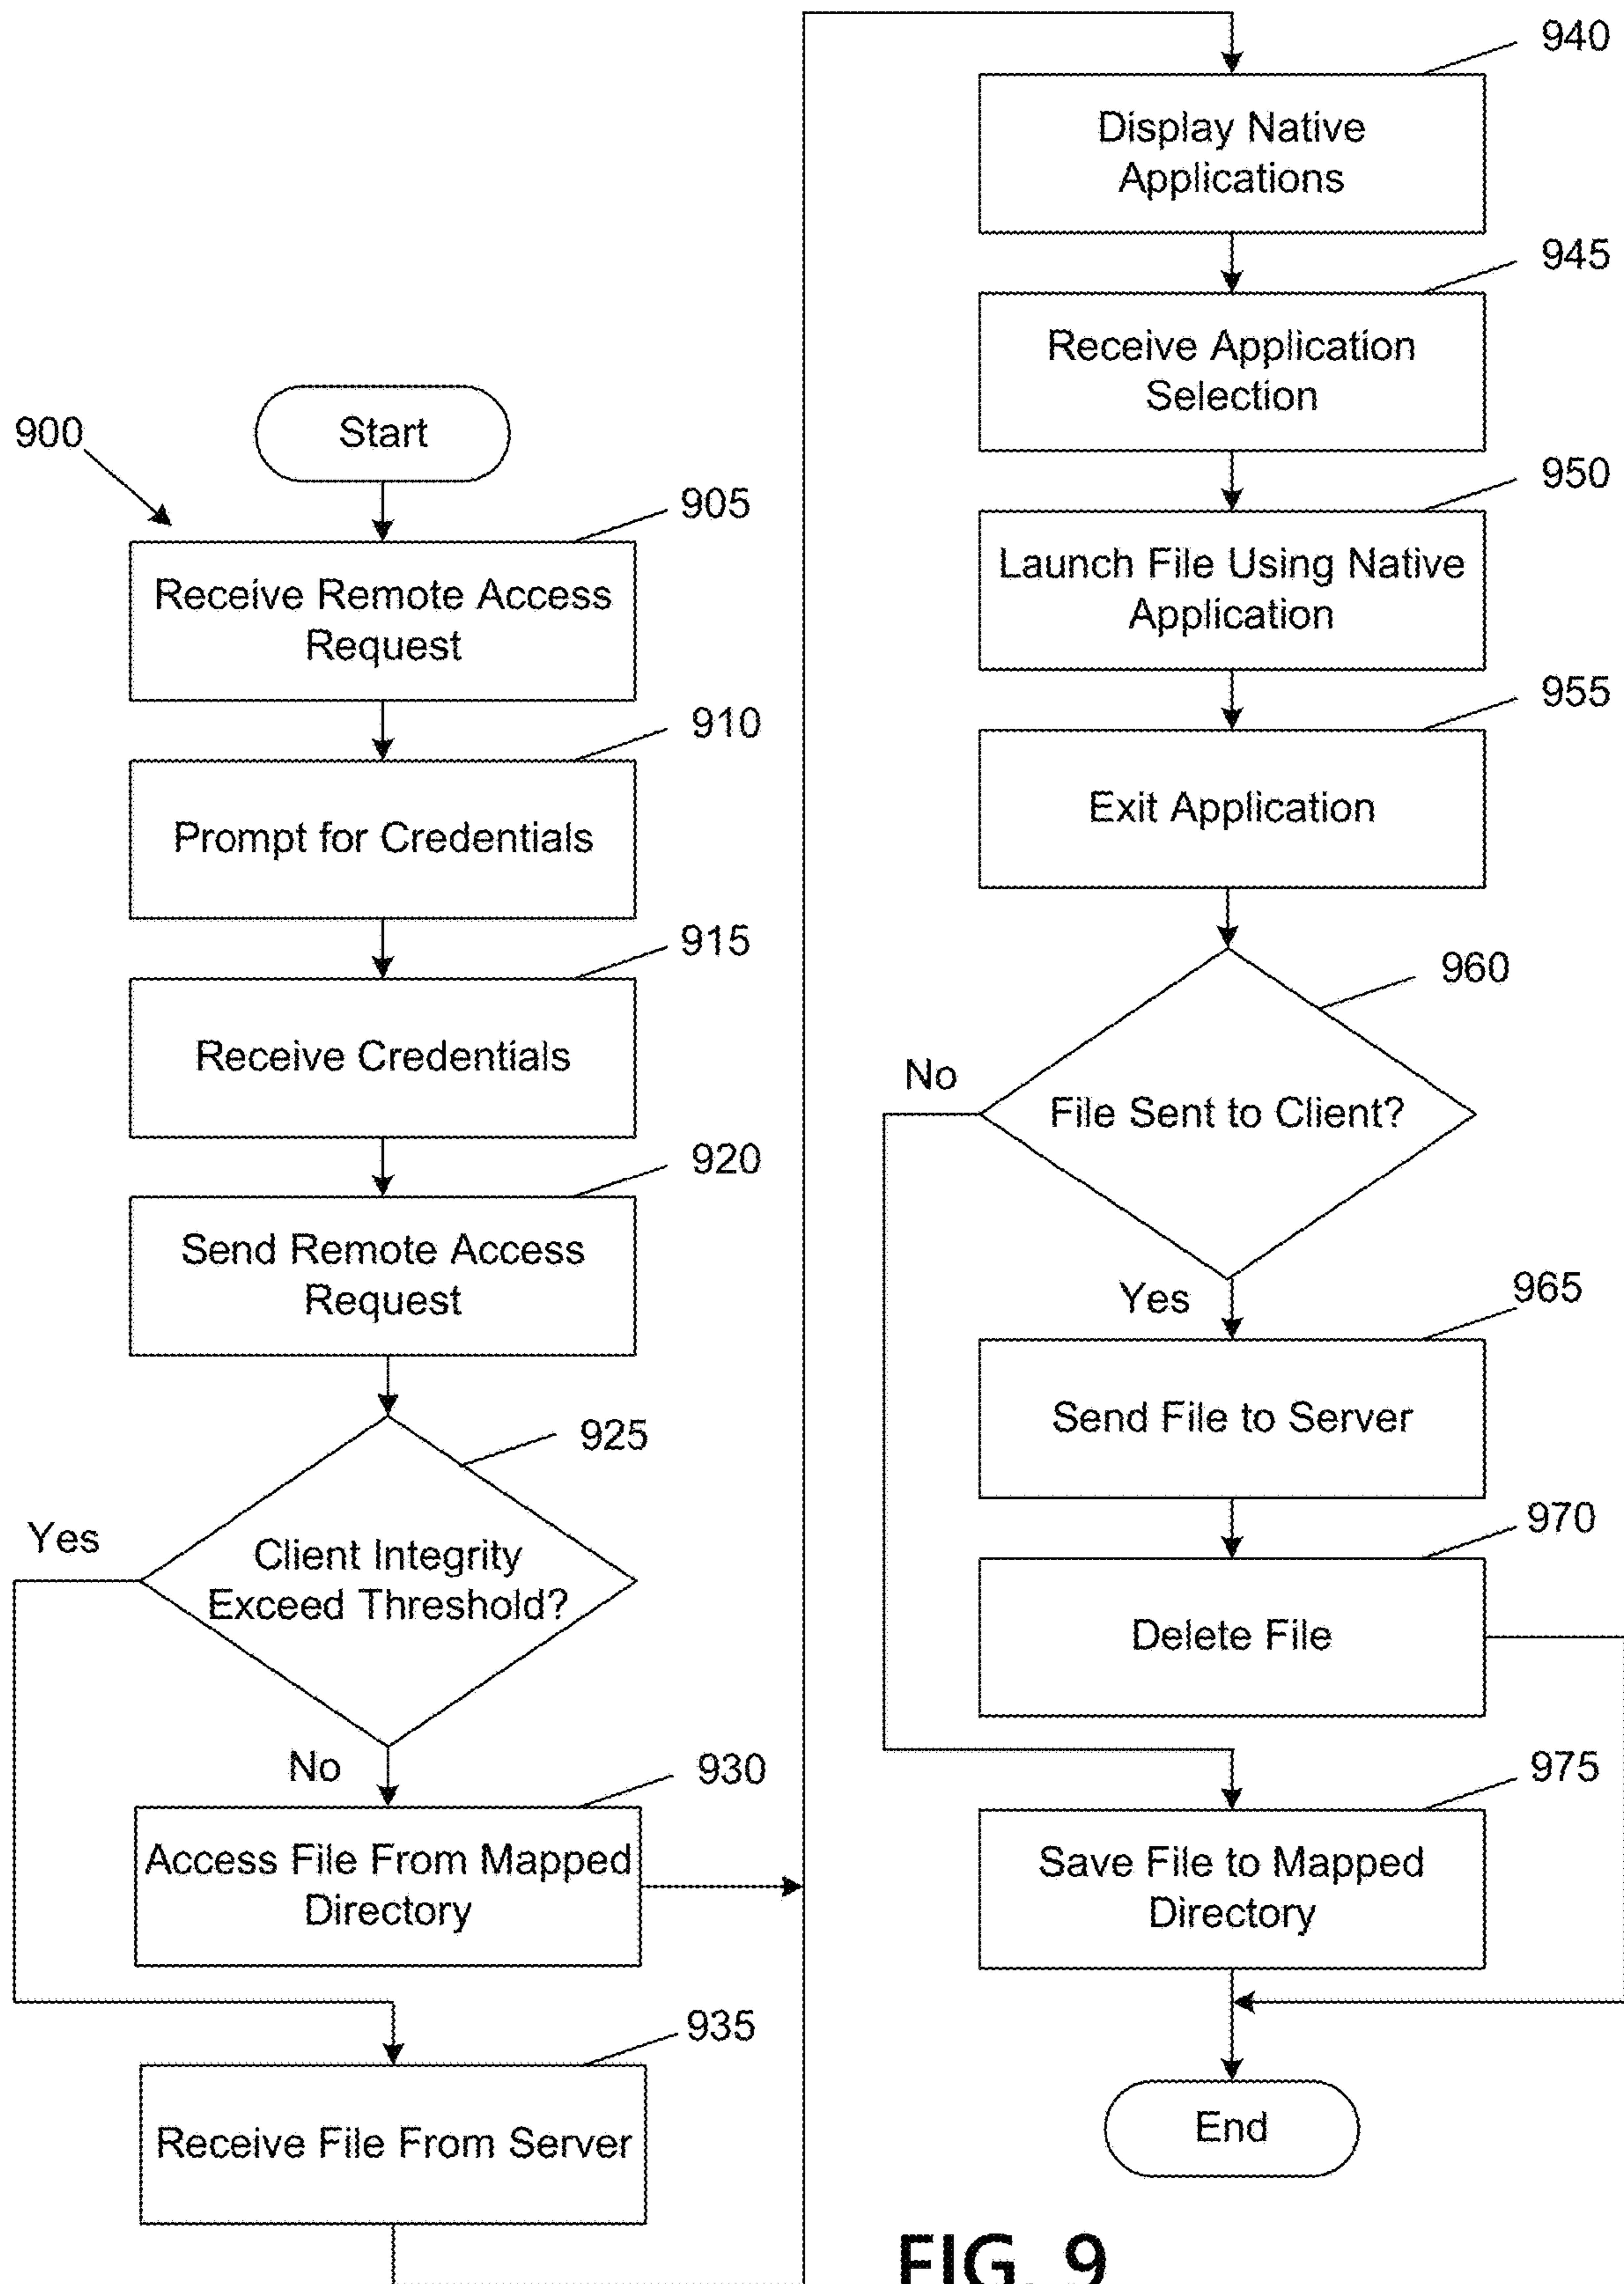 900
Start
905
Receive Remote Access
Request
910
Prompt for Credentials
915
Receive Credentials
920
Send Remote Access
Request
925
Client Integrity
Exceed Threshold?
Yes
No
930
Access File From Mapped
Directory
935
Receive File From Server
940
Display Native
Applications
945
Receive Application
Selection
950
Launch File Using Native
Application
955
Exit Application
960
File Sent to Client?
No
Yes
965
Send File to Server
970
Delete File
975
Save File to Mapped
Directory
End
FIG. 9